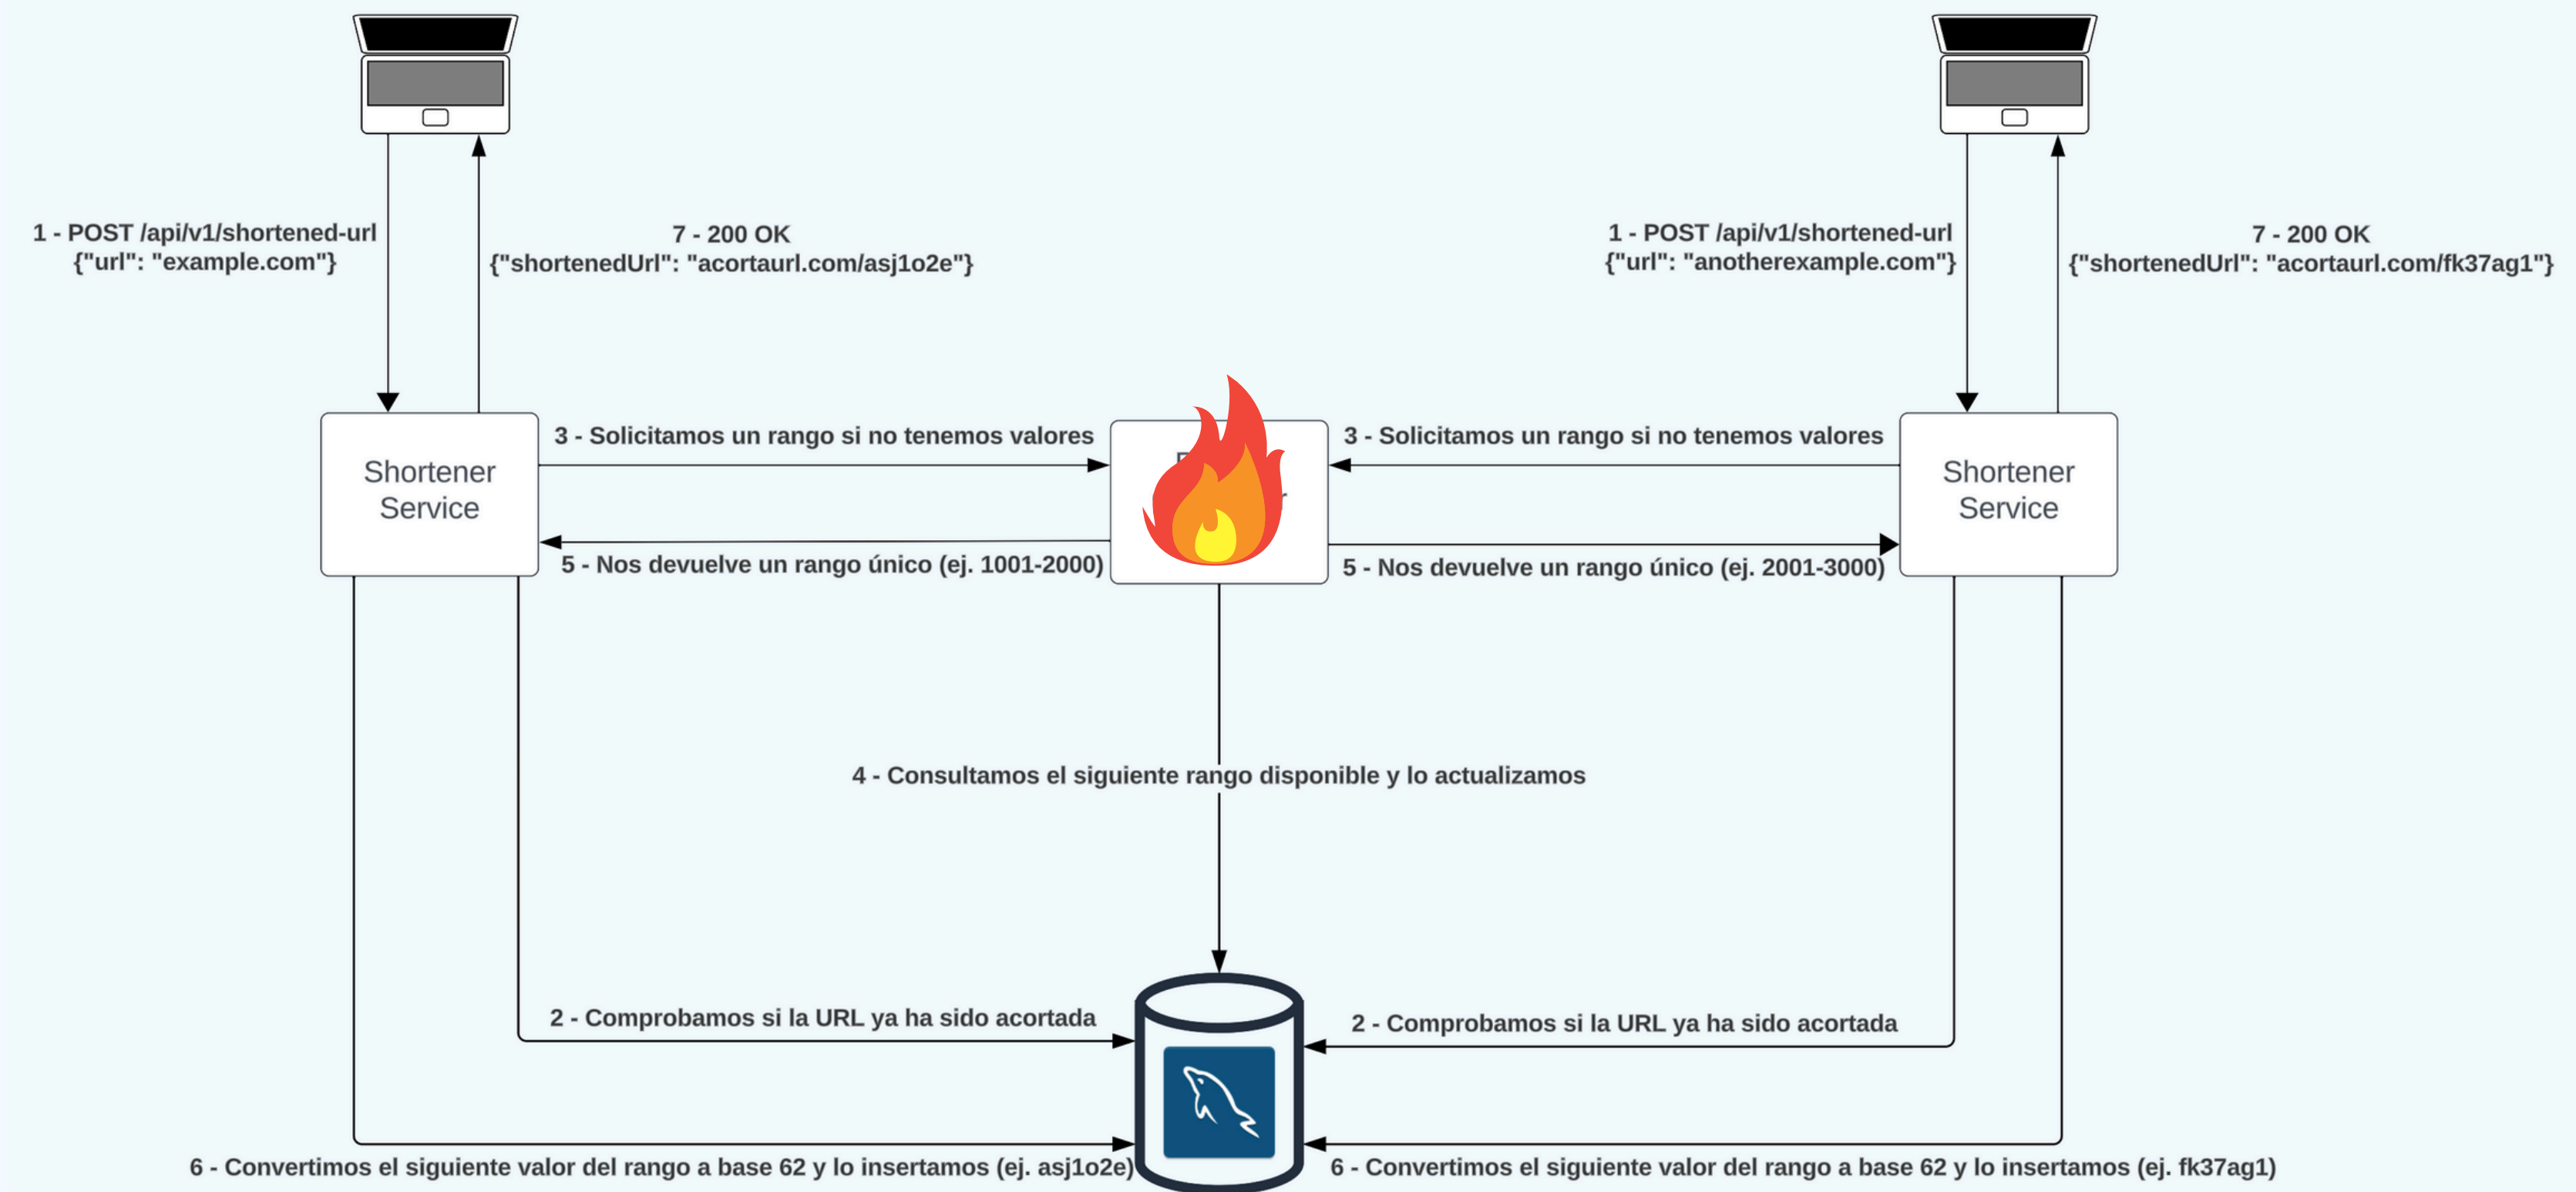 1 - POST /api/v1/shortened-url
{"url": "example.com"}
7 - 200 OK
{"shortenedUrl": "acortaurl.com/asj1o2e"}
1 - POST /api/v1/shortened-url
{"url": "anotherexample.com"}
7 - 200 OK
{"shortenedUrl": "acortaurl.com/fk37ag1"}
Shortener
Service
3 - Solicitamos un rango si no tenemos valores
3 - Solicitamos un rango si no tenemos valores
Shortener
Service
5 - Nos devuelve un rango único (ej. 1001-2000)
5 - Nos devuelve un rango único (ej. 2001-3000)
4 - Consultamos el siguiente rango disponible y lo actualizamos
2 - Comprobamos si la URL ya ha sido acortada
2 - Comprobamos si la URL ya ha sido acortada
6 - Convertimos el siguiente valor del rango a base 62 y lo insertamos (ej. asj1o2e)
6 - Convertimos el siguiente valor del rango a base 62 y lo insertamos (ej. fk37ag1)